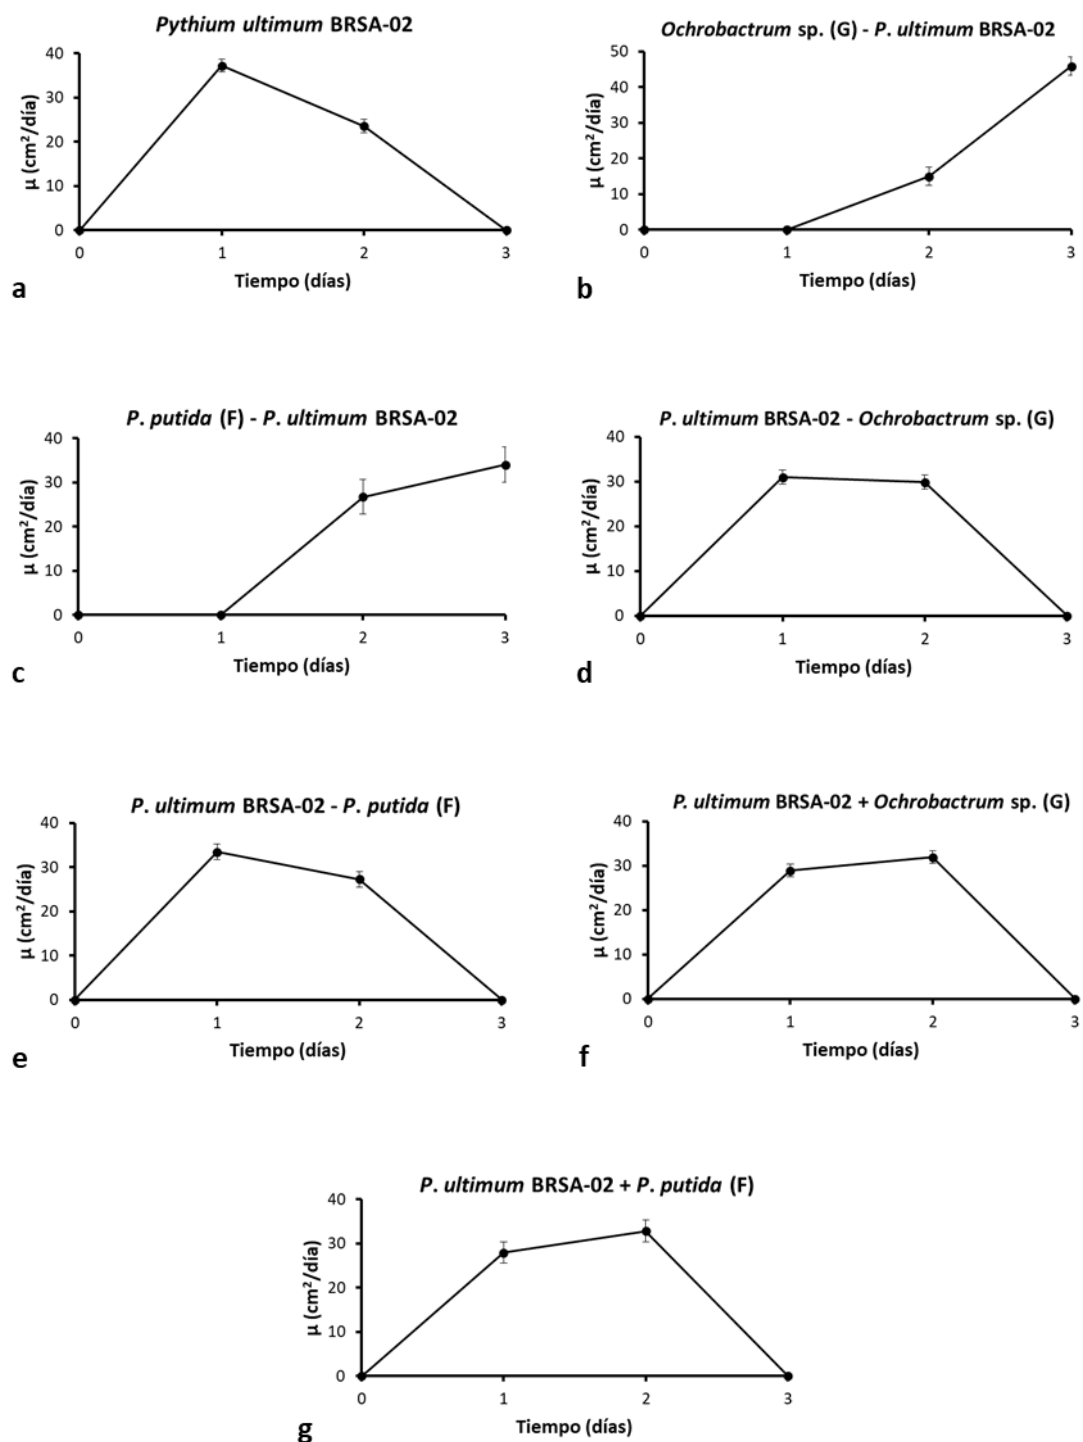 Pythium ultimum BRSA-02
40
30
20
10
0
0 1 2 3
µ (cm²/día)
Tiempo (días)
a
Ochrobactrum sp. (G) - P. ultimum BRSA-02
50
40
30
20
10
0
0 1 2 3
µ (cm²/día)
Tiempo (días)
b
P. putida (F) - P. ultimum BRSA-02
40
30
20
10
0
0 1 2 3
µ (cm²/día)
Tiempo (días)
c
P. ultimum BRSA-02 - Ochrobactrum sp. (G)
40
30
20
10
0
0 1 2 3
µ (cm²/día)
Tiempo (días)
d
P. ultimum BRSA-02 - P. putida (F)
40
30
20
10
0
0 1 2 3
µ (cm²/día)
Tiempo (días)
e
P. ultimum BRSA-02 + Ochrobactrum sp. (G)
40
30
20
10
0
0 1 2 3
µ (cm²/día)
Tiempo (días)
f
P. ultimum BRSA-02 + P. putida (F)
40
30
20
10
0
0 1 2 3
µ (cm²/día)
Tiempo (días)
g